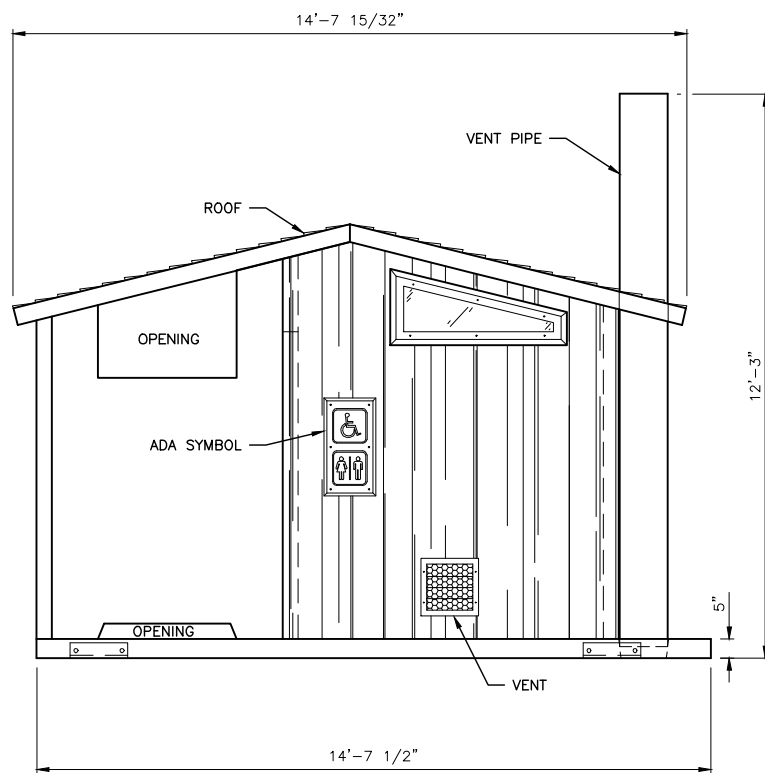 14'-7 15/32"
VENT PIPE
ROOF
OPENING
12'-3"
ADA SYMBOL
5"
OPENING
VENT
14'-7 1/2"